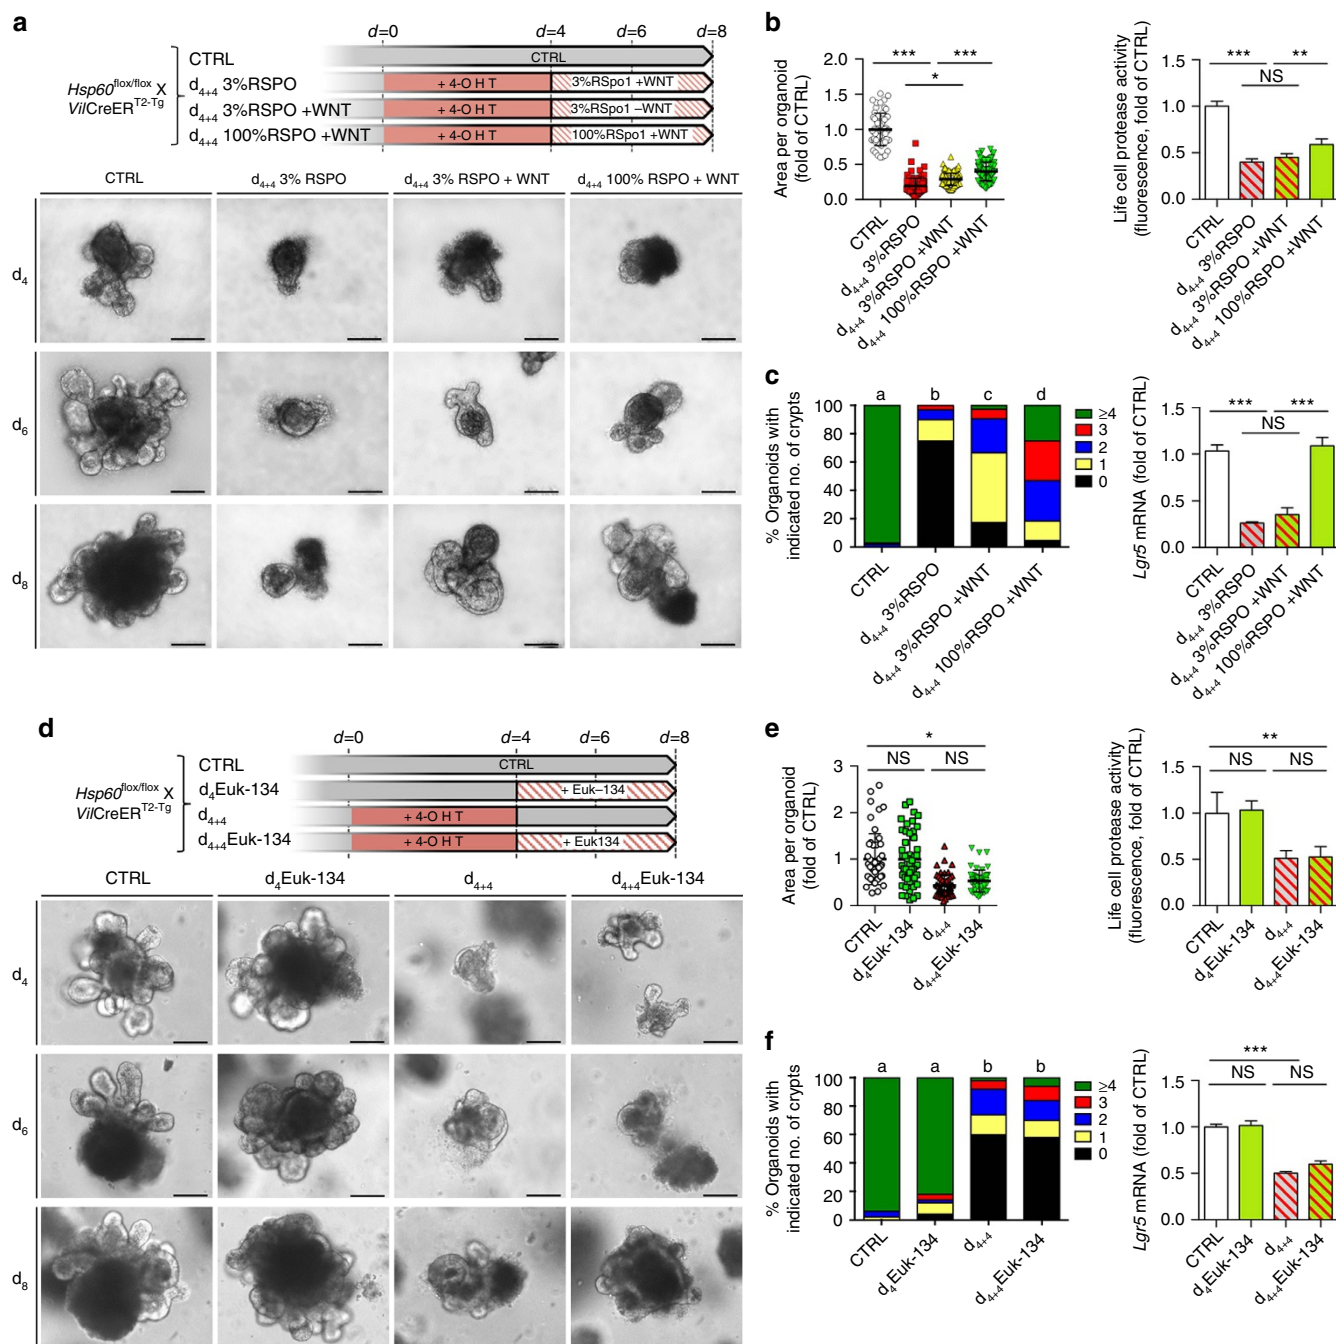 a
d=0 d=4 d=6 d=8
Hsp60flox/flox X
VilCreERT2-Tg
CTRL
CTRL
d4+4 3%RSPO
+ 4-O H T 3%RSpo1 +WNT
d4+4 3%RSPO +WNT
+ 4-O H T 3%RSpo1 –WNT
d4+4 100%RSPO +WNT
+ 4-O H T 100%RSpo1 +WNT
CTRL d4+4 3% RSPO d4+4 3% RSPO + WNT d4+4 100% RSPO + WNT
d4
d6
d8
b
Area per organoid
(fold of CTRL)
2.0
1.5
1.0
0.5
0.0
*** ***
*
CTRL
d4+4 3%RSPO
d4+4 3%RSPO +WNT
d4+4 100%RSPO +WNT
Life cell protease activity
(fluorescence, fold of CTRL)
1.5
1.0
0.5
0.0
*** **
NS
CTRL
d4+4 3%RSPO
d4+4 3%RSPO +WNT
d4+4 100%RSPO +WNT
c
% Organoids with
indicated no. of crypts
100
80
60
40
20
0
a b c d
≥4
3
2
1
0
CTRL
d4+4 3%RSPO
d4+4 3%RSPO +WNT
d4+4 100%RSPO +WNT
Lgr5 mRNA (fold of CTRL)
1.5
1.0
0.5
0.0
*** ***
NS
CTRL
d4+4 3%RSPO
d4+4 3%RSPO +WNT
d4+4 100%RSPO +WNT
d
d=0 d=4 d=6 d=8
Hsp60flox/flox X
VilCreERT2-Tg
CTRL
CTRL
d4Euk-134
+ Euk–134
d4+4
+ 4-O H T
d4+4Euk-134
+ 4-O H T + Euk134
CTRL d4Euk-134 d4+4 d4+4Euk-134
d4
d6
d8
e
Area per organoid
(fold of CTRL)
3
2
1
0
*
NS NS
CTRL
d4Euk-134
d4+4
d4+4Euk-134
Life cell protease activity
(fluorescence, fold of CTRL)
1.5
1.0
0.5
0.0
**
NS NS
CTRL
d4Euk-134
d4+4
d4+4Euk-134
f
% Organoids with
indicated no. of crypts
100
80
60
40
20
0
a a b b
≥4
3
2
1
0
CTRL
d4Euk-134
d4+4
d4+4Euk-134
Lgr5 mRNA (fold of CTRL)
1.5
1.0
0.5
0.0
***
NS NS
CTRL
d4Euk-134
d4+4
d4+4Euk-134